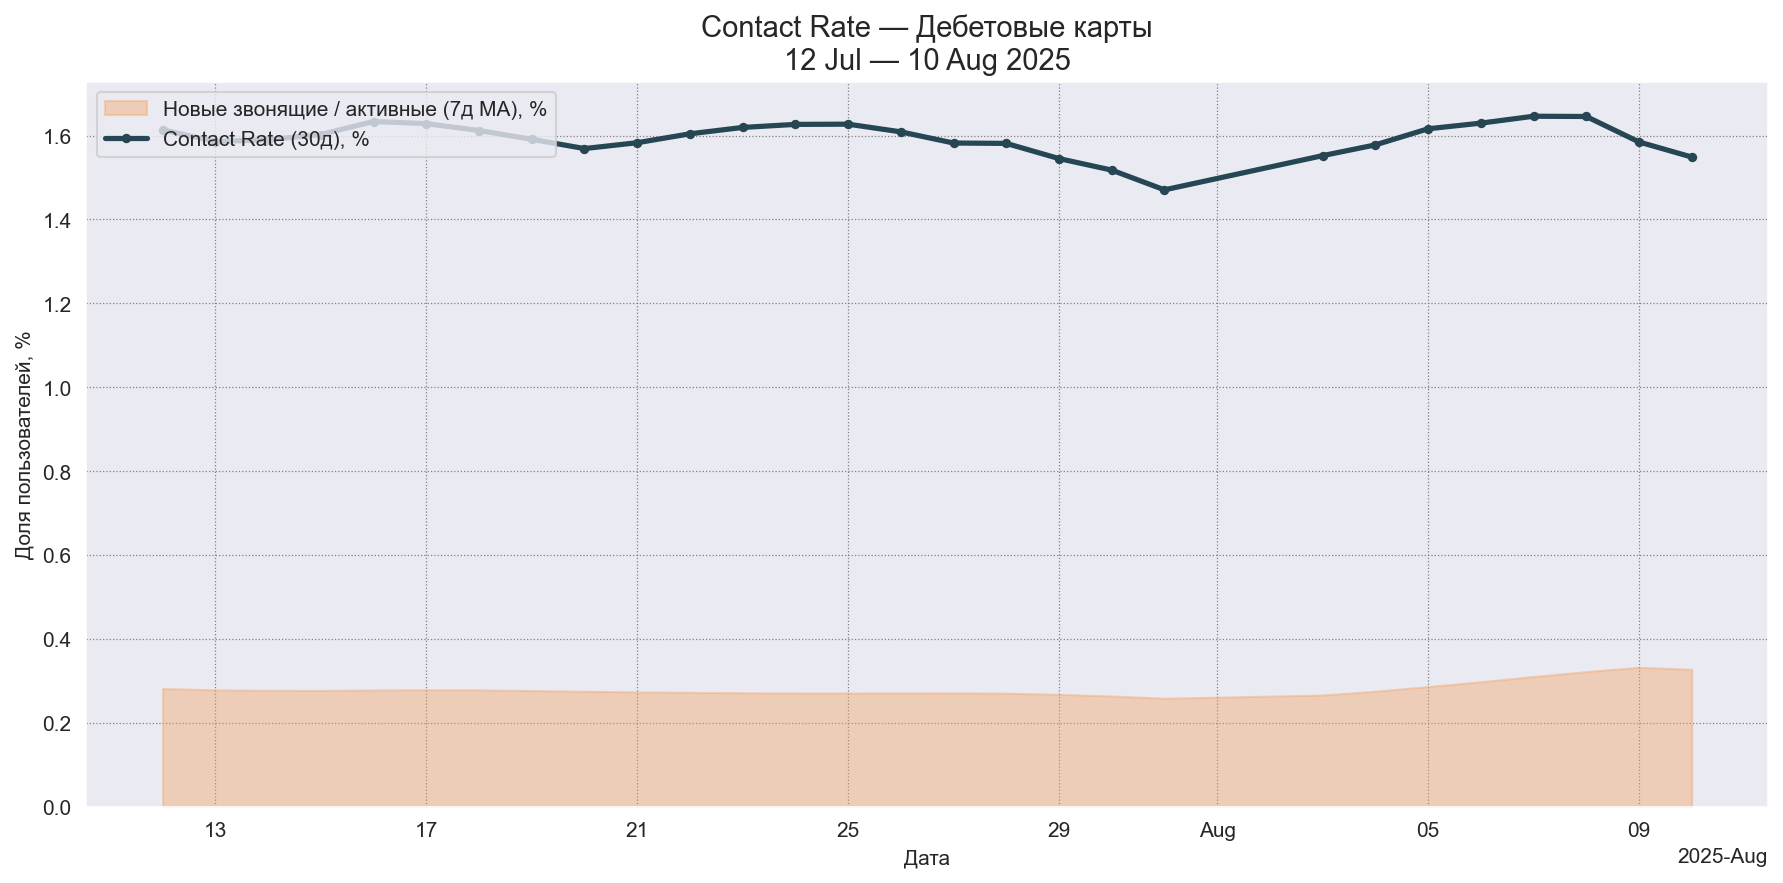 Contact Rate — Дебетовые карты
12 Jul — 10 Aug 2025
Новые звонящие / активные (7д MA), %
Contact Rate (30д), %
Доля пользователей, %
1.6
1.4
1.2
1.0
0.8
0.6
0.4
0.2
0.0
13 17 21 25 29 Aug 05 09
2025-Aug
Дата